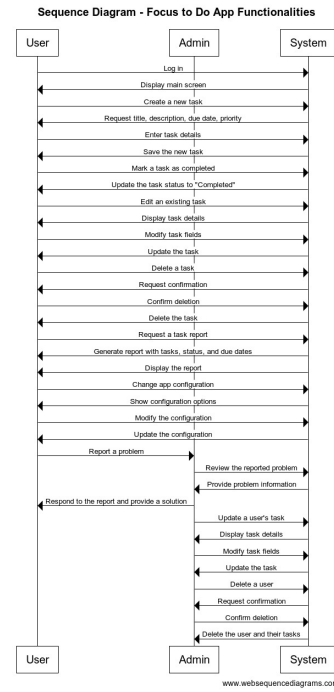 Sequence Diagram - Focus to Do App Functionalities
User
Admin
System
Log in
Display main screen
Create a new task
Request title, description, due date, priority
Enter task details
Save the new task
Mark a task as completed
Update the task status to "Completed"
Edit an existing task
Display task details
Modify task fields
Update the task
Delete a task
Request confirmation
Confirm deletion
Delete the task
Request a task report
Generate report with tasks, status, and due dates
Display the report
Change app configuration
Show configuration options
Modify the configuration
Update the configuration
Report a problem
Review the reported problem
Provide problem information
Respond to the report and provide a solution
Update a user's task
Display task details
Modify task fields
Update the task
Delete a user
Request confirmation
Confirm deletion
Delete the user and their tasks
User
Admin
System
www.websequencediagrams.com